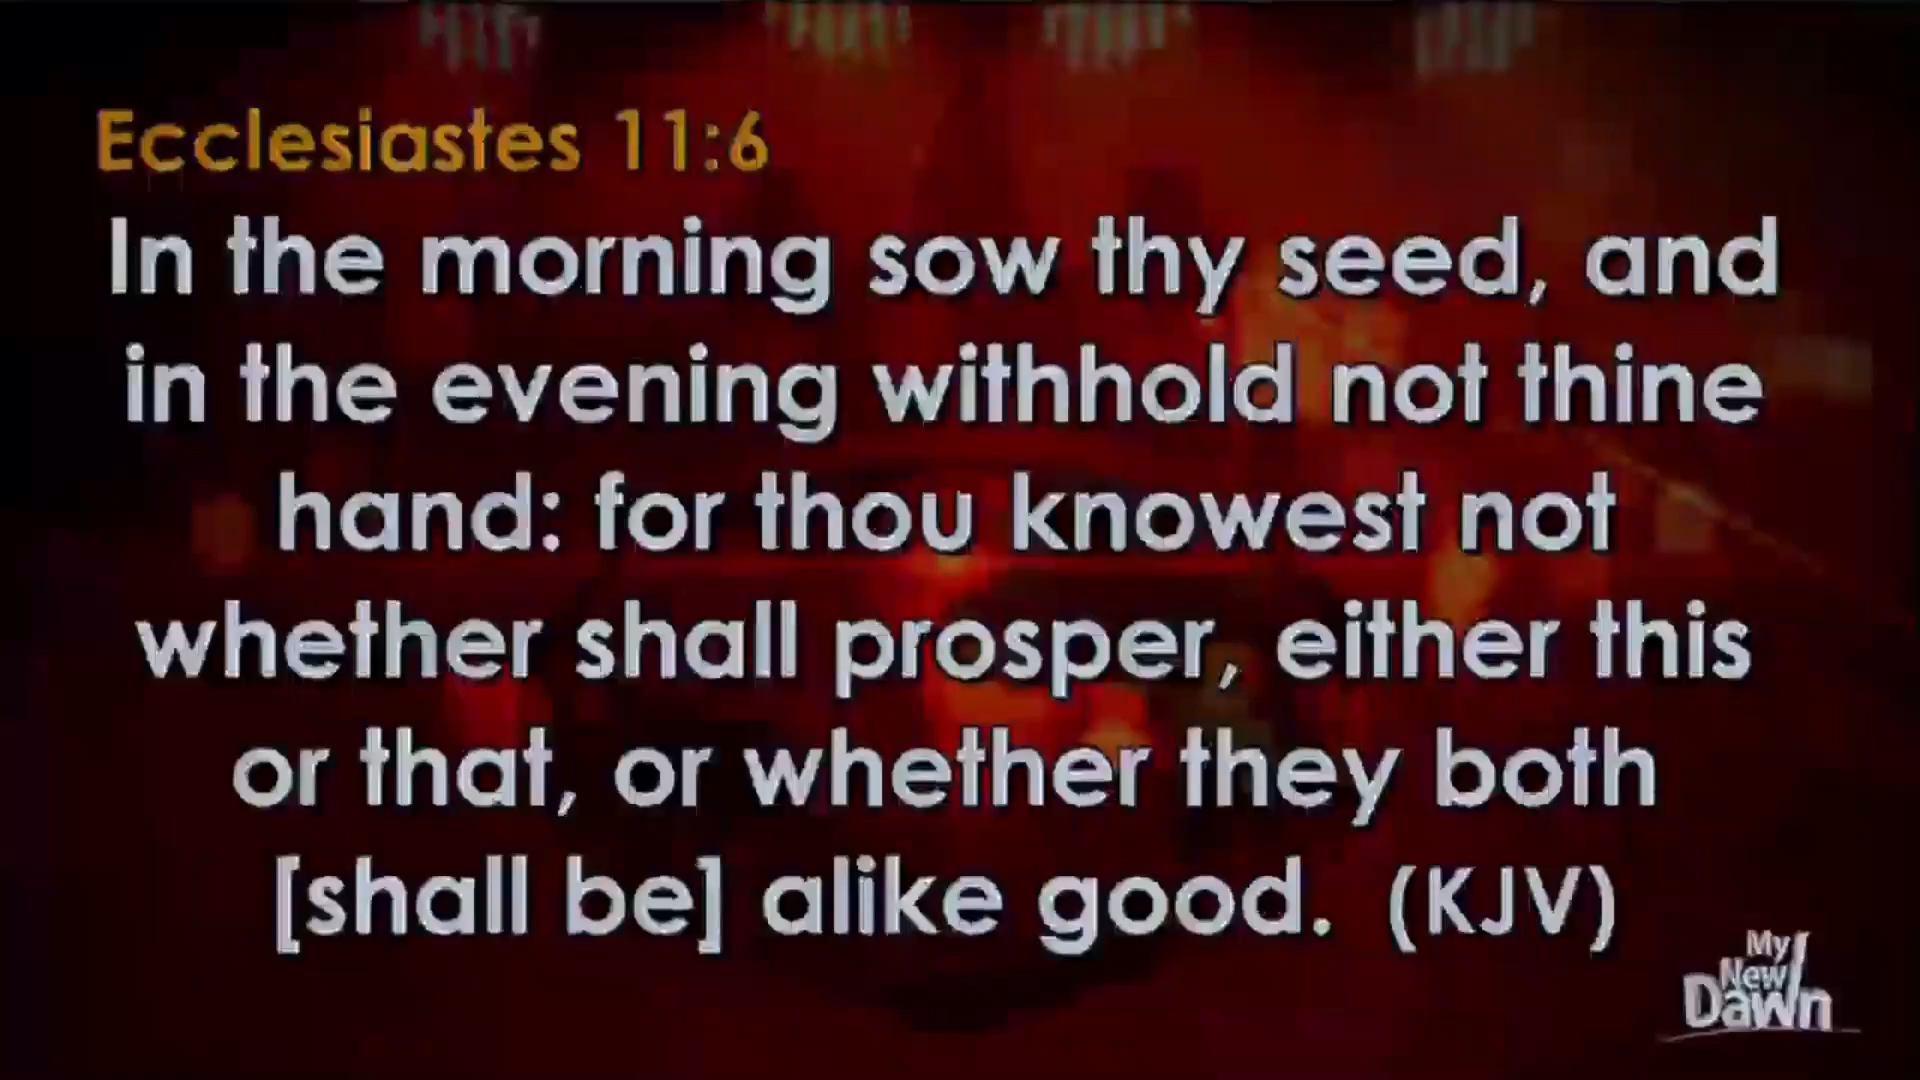 Ecclesiastes 11:6
In the morning sow thy seed, and
in the evening withhold not thine
hand: for thou knowest not
whether shall prosper, either this
or that, or whether they both
[shall be] alike good. (KJV)
My
New
Dawn